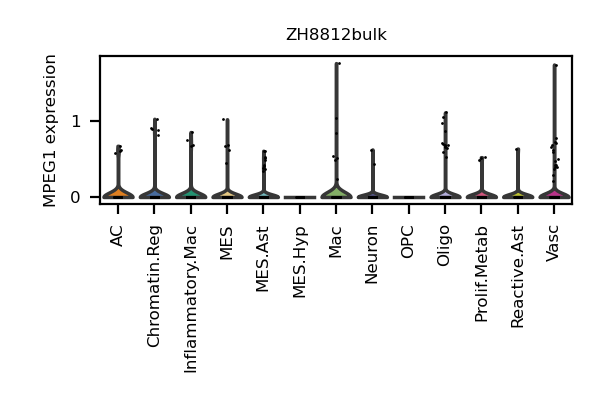 ZH8812bulk
MPEG1 expression
1
0
AC
Chromatin.Reg
Inflammatory.Mac
MES
MES.Ast
MES.Hyp
Mac
Neuron
OPC
Oligo
Prolif.Metab
Reactive.Ast
Vasc